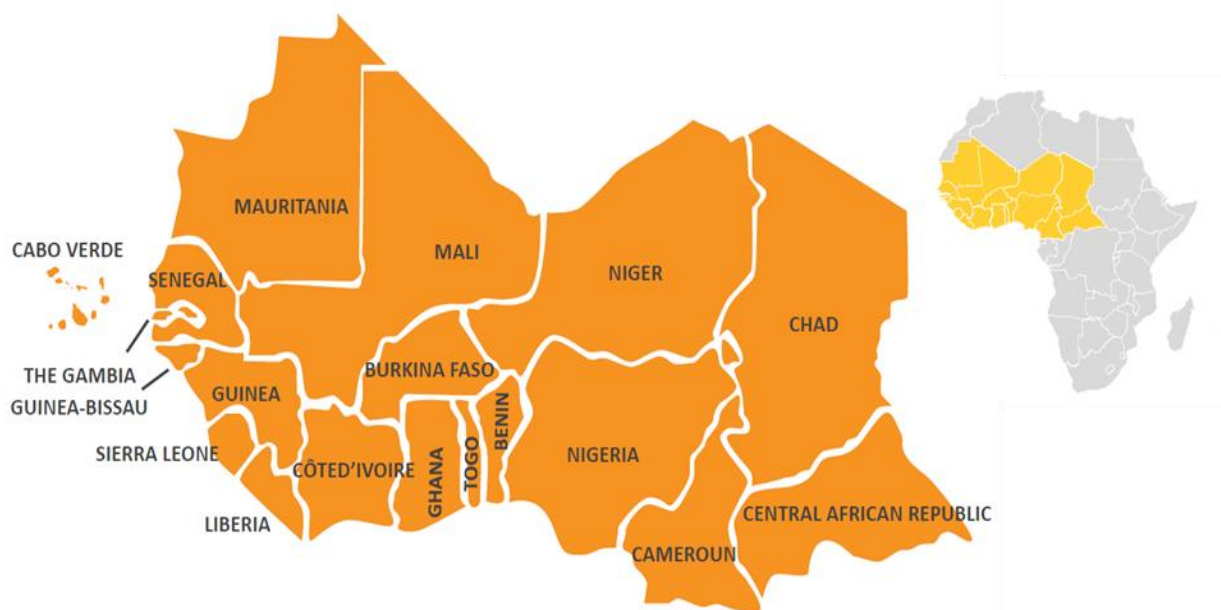 MAURITANIA
CABO VERDE
MALI
SENEGAL
NIGER
CHAD
BURKINA FASO
THE GAMBIA
GUINEA
GUINEA-BISSAU
BENIN
SIERRA LEONE
CÔTED'IVOIRE
GHANA
TOGO
NIGERIA
LIBERIA
CENTRAL AFRICAN REPUBLIC
CAMEROUN